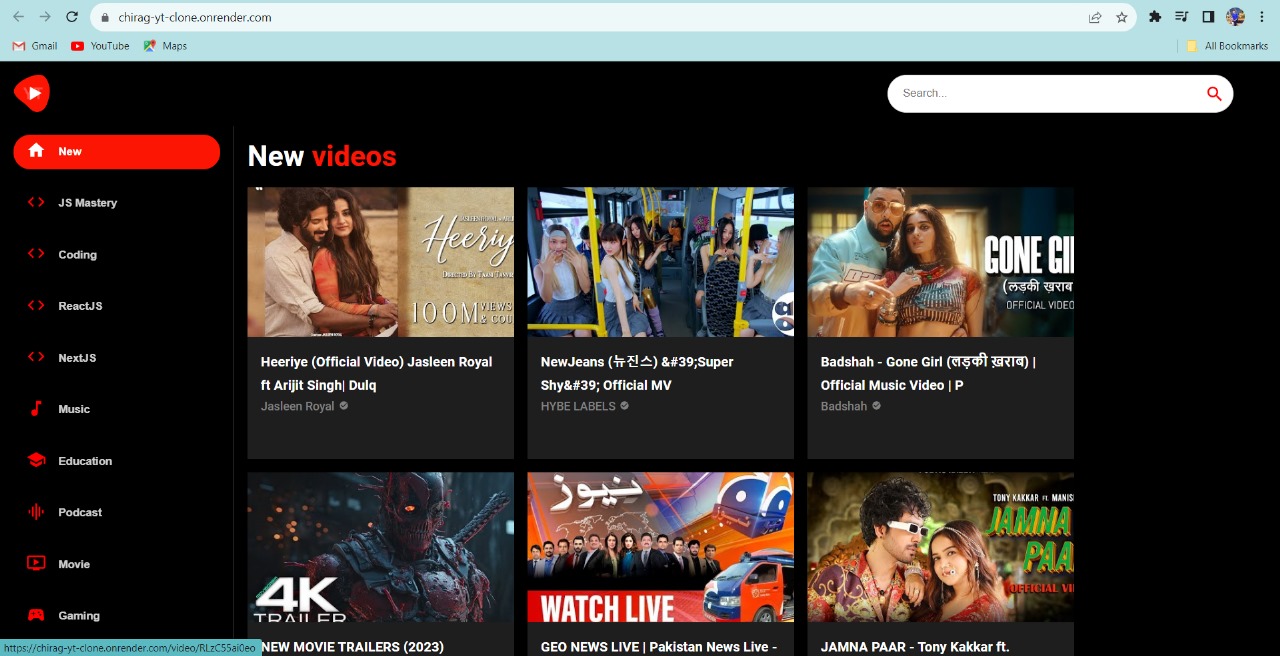 chirag-yt-clone.onrender.com
Gmail YouTube Maps All Bookmarks
Search...
New
JS Mastery
Coding
ReactJS
NextJS
Music
Education
Podcast
Movie
Gaming
New videos
Heeriy
100M VIEWS
& COU
GONE GI
(लड़की ख़राब
OFFICIAL VIDEO
Heeriye (Official Video) Jasleen Royal
ft Arijit Singh| Dulq
Jasleen Royal
NewJeans (뉴진스) &#39;Super
Shy&#39; Official MV
HYBE LABELS
Badshah - Gone Girl (लड़की ख़राब) |
Official Music Video | P
Badshah
4K
TRAILER
نیوز
WATCH LIVE
TONY KAKKAR FT. MANIS
JAMNA
PAA
OFFICIAL VI
NEW MOVIE TRAILERS (2023)
GEO NEWS LIVE | Pakistan News Live -
JAMNA PAAR - Tony Kakkar ft.
https://chirag-yt-clone.onrender.com/video/RLzC55ai0eo